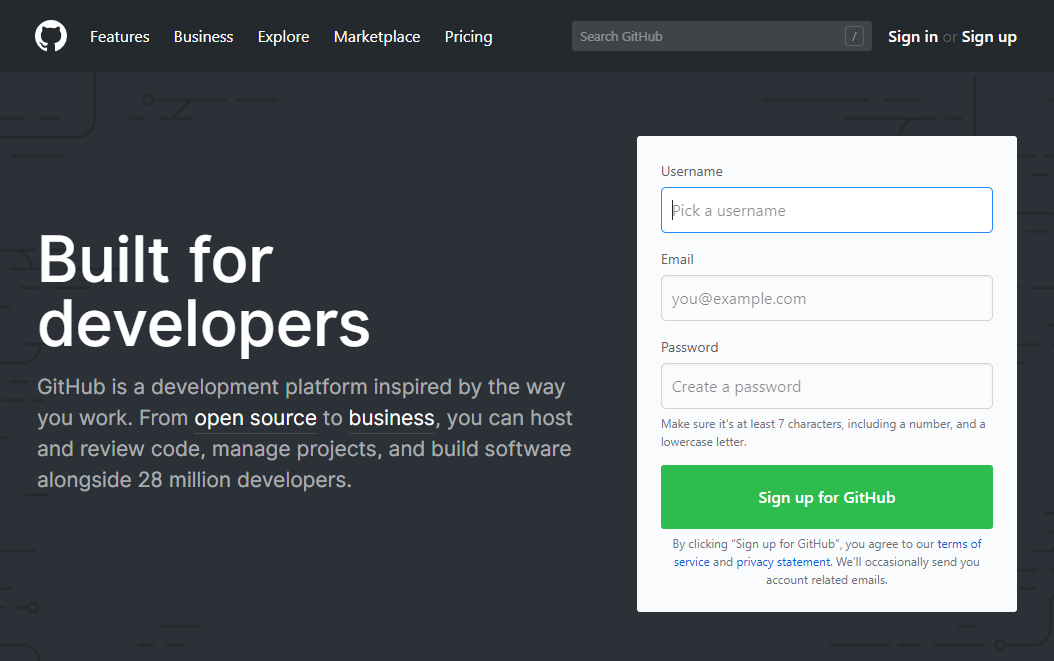 Features Business Explore Marketplace Pricing Search GitHub / Sign in or Sign up
Built for
developers
GitHub is a development platform inspired by the way
you work. From open source to business, you can host
and review code, manage projects, and build software
alongside 28 million developers.
Username
Pick a username
Email
you@example.com
Password
Create a password
Make sure it's at least 7 characters, including a number, and a
lowercase letter.
Sign up for GitHub
By clicking “Sign up for GitHub”, you agree to our terms of
service and privacy statement. We’ll occasionally send you
account related emails.